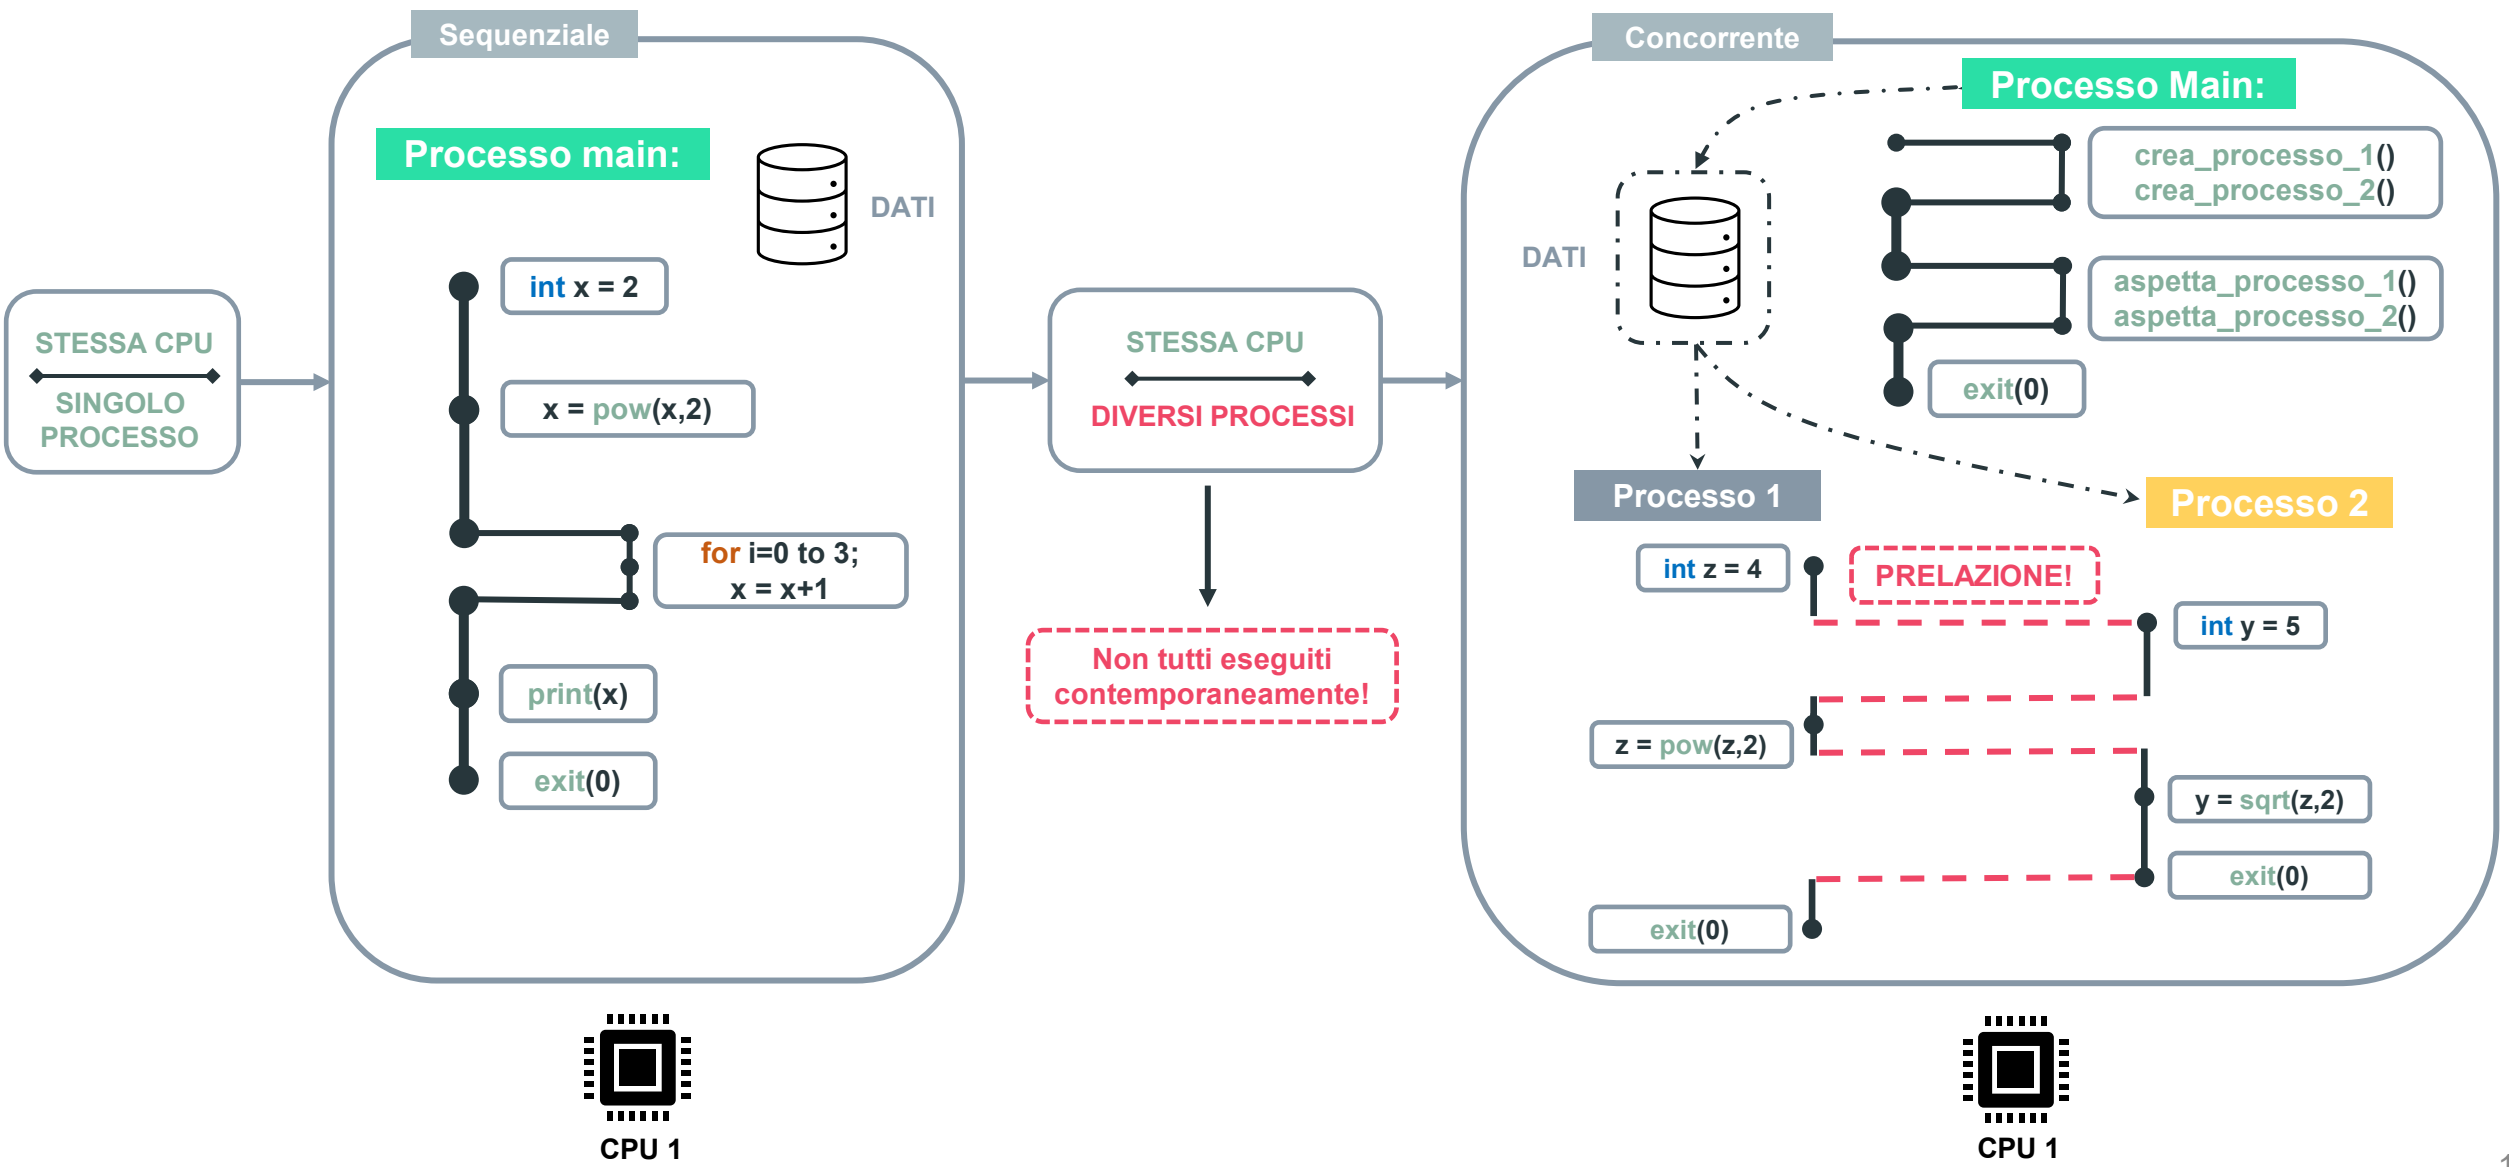 Sequenziale
Processo main:
DATI
int x = 2
x = pow(x,2)
for i=0 to 3;
x = x+1
print(x)
exit(0)
CPU 1
STESSA CPU
SINGOLO
PROCESSO
STESSA CPU
DIVERSI PROCESSI
Non tutti eseguiti
contemporaneamente!
Concorrente
Processo Main:
crea_processo_1()
crea_processo_2()
DATI
aspetta_processo_1()
aspetta_processo_2()
exit(0)
Processo 1
Processo 2
int z = 4
PRELAZIONE!
int y = 5
z = pow(z,2)
y = sqrt(z,2)
exit(0)
exit(0)
CPU 1